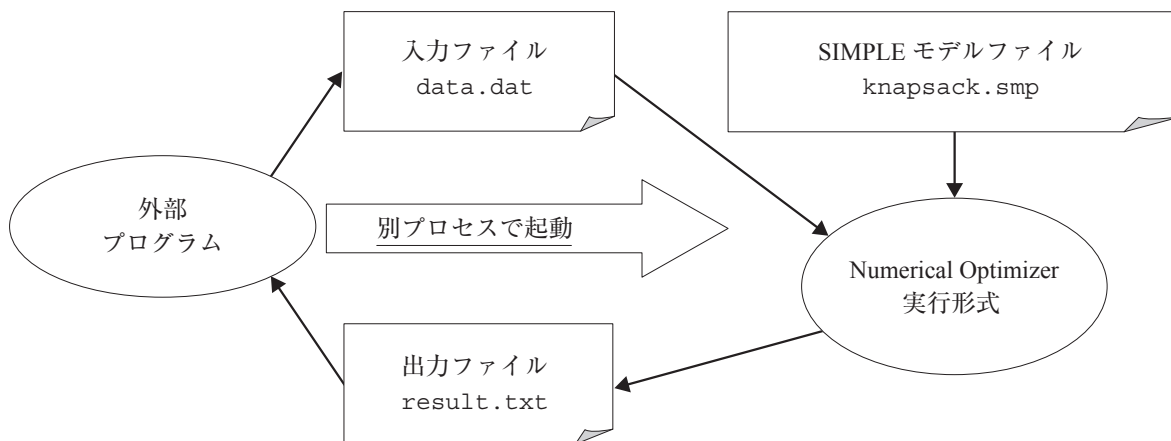 入力ファイル
data.dat
SIMPLE モデルファイル
knapsack.smp
外部
プログラム
別プロセスで起動
Numerical Optimizer
実行形式
出力ファイル
result.txt